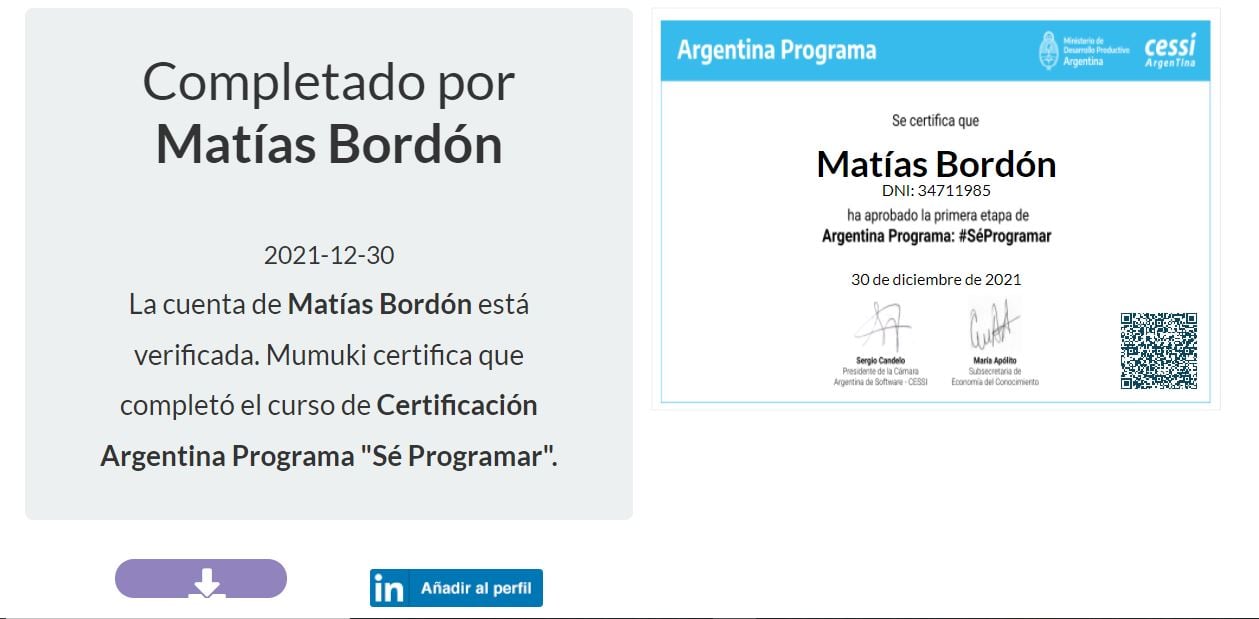 Completado por
Matías Bordón
2021-12-30
La cuenta de Matías Bordón está
verificada. Mumuki certifica que
completó el curso de Certificación
Argentina Programa "Sé Programar".
in Añadir al perfil
Argentina Programa
Ministerio de
Desarrollo Productivo
Argentina
cessi
ArgenTina
Se certifica que
Matías Bordón
DNI: 34711985
ha aprobado la primera etapa de
Argentina Programa: #SéProgramar
30 de diciembre de 2021
Sergio Candelo
Presidente de la Cámara
Argentina de Software - CESSI
María Apólito
Subsecretaria de
Economía del Conocimiento